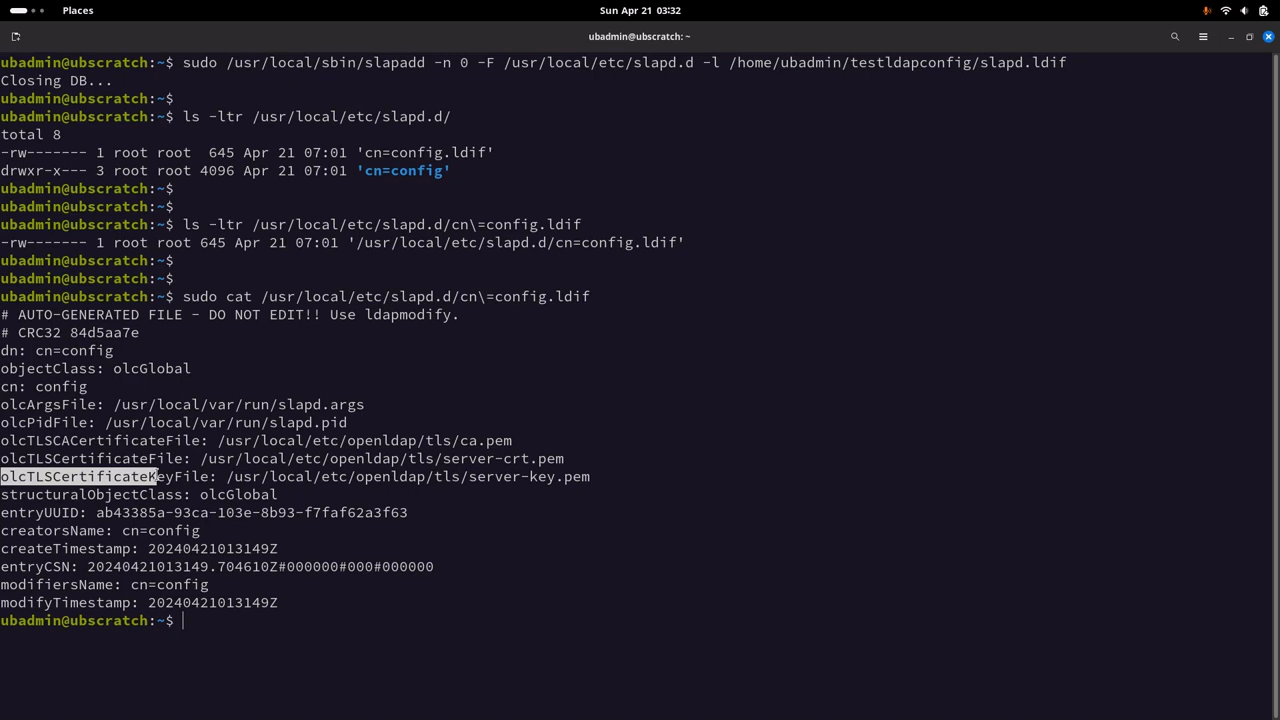 Places
Sun Apr 21 03:32
ubadmin@ubscratch: ~
ubadmin@ubscratch:~$ sudo /usr/local/sbin/slapadd -n 0 -F /usr/local/etc/slapd.d -l /home/ubadmin/testldapconfig/slapd.ldif
Closing DB...
ubadmin@ubscratch:~$
ubadmin@ubscratch:~$ ls -ltr /usr/local/etc/slapd.d/
total 8
-rw------- 1 root root  645 Apr 21 07:01 'cn=config.ldif'
drwxr-x--- 3 root root 4096 Apr 21 07:01 'cn=config'
ubadmin@ubscratch:~$
ubadmin@ubscratch:~$
ubadmin@ubscratch:~$ ls -ltr /usr/local/etc/slapd.d/cn\=config.ldif
-rw------- 1 root root 645 Apr 21 07:01 '/usr/local/etc/slapd.d/cn=config.ldif'
ubadmin@ubscratch:~$
ubadmin@ubscratch:~$
ubadmin@ubscratch:~$ sudo cat /usr/local/etc/slapd.d/cn\=config.ldif
# AUTO-GENERATED FILE - DO NOT EDIT!! Use ldapmodify.
# CRC32 84d5aa7e
dn: cn=config
objectClass: olcGlobal
cn: config
olcArgsFile: /usr/local/var/run/slapd.args
olcPidFile: /usr/local/var/run/slapd.pid
olcTLSCACertificateFile: /usr/local/etc/openldap/tls/ca.pem
olcTLSCertificateFile: /usr/local/etc/openldap/tls/server-crt.pem
olcTLSCertificateKeyFile: /usr/local/etc/openldap/tls/server-key.pem
structuralObjectClass: olcGlobal
entryUUID: ab43385a-93ca-103e-8b93-f7faf62a3f63
creatorsName: cn=config
createTimestamp: 20240421013149Z
entryCSN: 20240421013149.704610Z#000000#000#000000
modifiersName: cn=config
modifyTimestamp: 20240421013149Z
ubadmin@ubscratch:~$